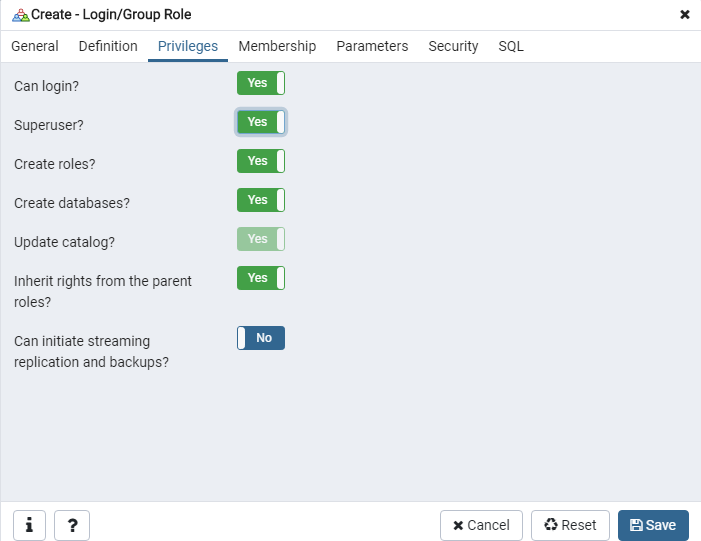 Create - Login/Group Role
General Definition Privileges Membership Parameters Security SQL
Can login? Yes
Superuser? Yes
Create roles? Yes
Create databases? Yes
Update catalog? Yes
Inherit rights from the parent Yes
roles?
Can initiate streaming No
replication and backups?
i ? Cancel Reset Save